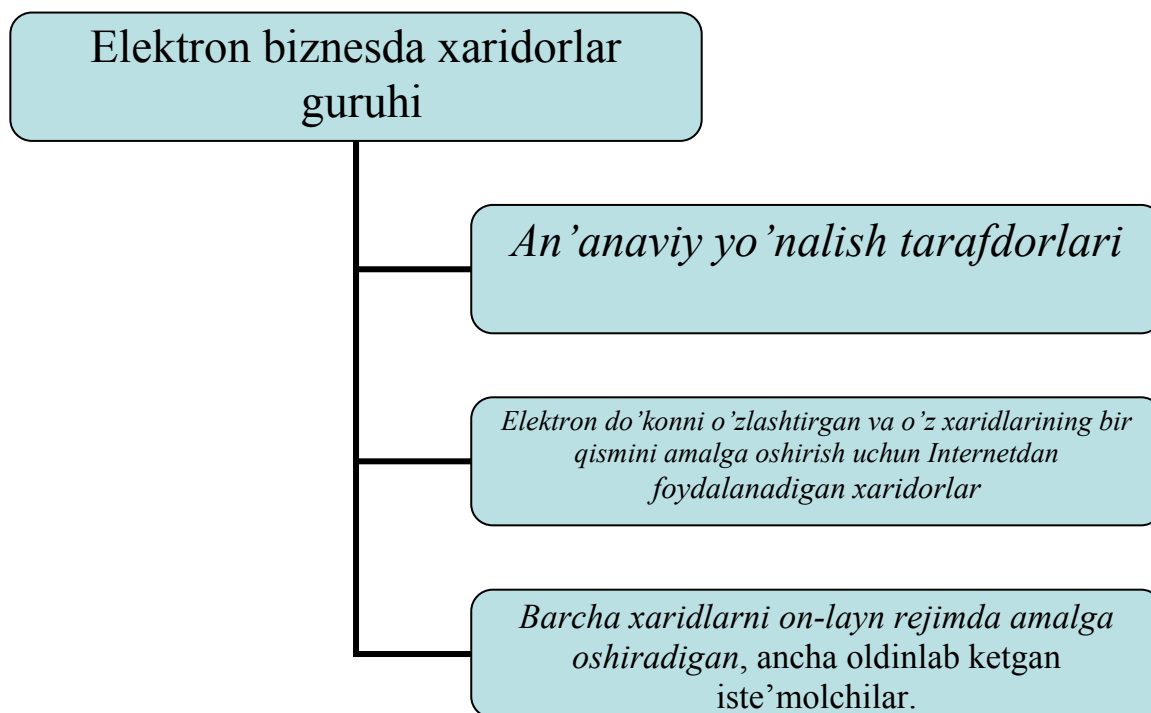 Elektron biznesda xaridorlar
guruhi
An’anaviy yo’nalish tarafdorlari
Elektron do’konni o’zlashtirgan va o’z xaridlarining bir
qismini amalga oshirish uchun Internetdan
foydalanadigan xaridorlar
Barcha xaridlarni on-layn rejimda amalga
oshiradigan, ancha oldinlab ketgan
iste’molchilar.